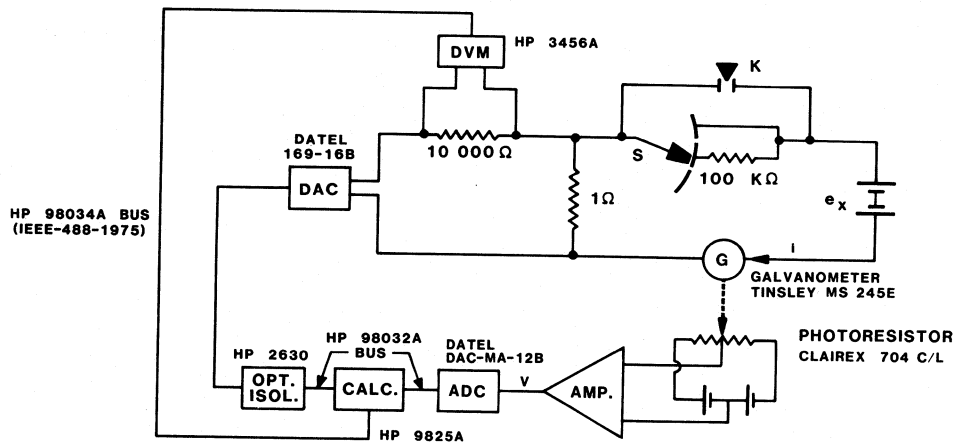 DVM
HP 3456A
K
10 000 Ω
S
100 KΩ
DATEL
169-16B
DAC
1Ω
eₓ
HP 98034A BUS
(IEEE-488-1975)
G
i
GALVANOMETER
TINSLEY MS 245E
PHOTORESISTOR
CLAIREX 704 C/L
HP 2630
HP 98032A
BUS
DATEL
DAC-MA-12B
OPT.
ISOL.
CALC.
ADC
V
AMP.
HP 9825A